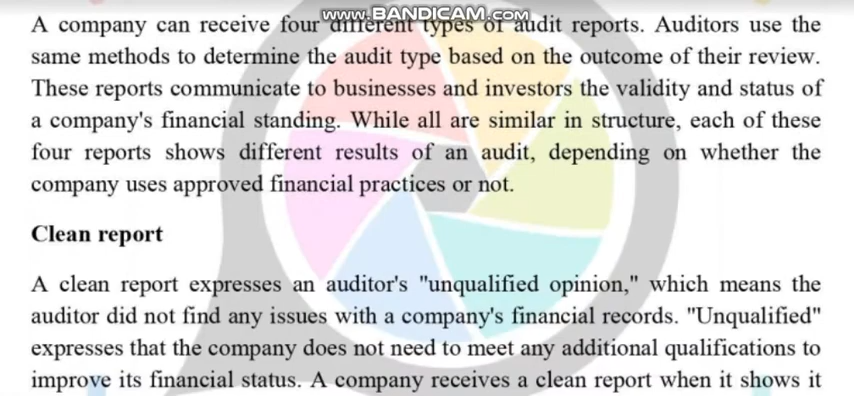 www.BANDICAM.com
A company can receive four different types of audit reports. Auditors use the
same methods to determine the audit type based on the outcome of their review.
These reports communicate to businesses and investors the validity and status of
a company's financial standing. While all are similar in structure, each of these
four reports shows different results of an audit, depending on whether the
company uses approved financial practices or not.
Clean report
A clean report expresses an auditor's "unqualified opinion," which means the
auditor did not find any issues with a company's financial records. "Unqualified"
expresses that the company does not need to meet any additional qualifications to
improve its financial status. A company receives a clean report when it shows it